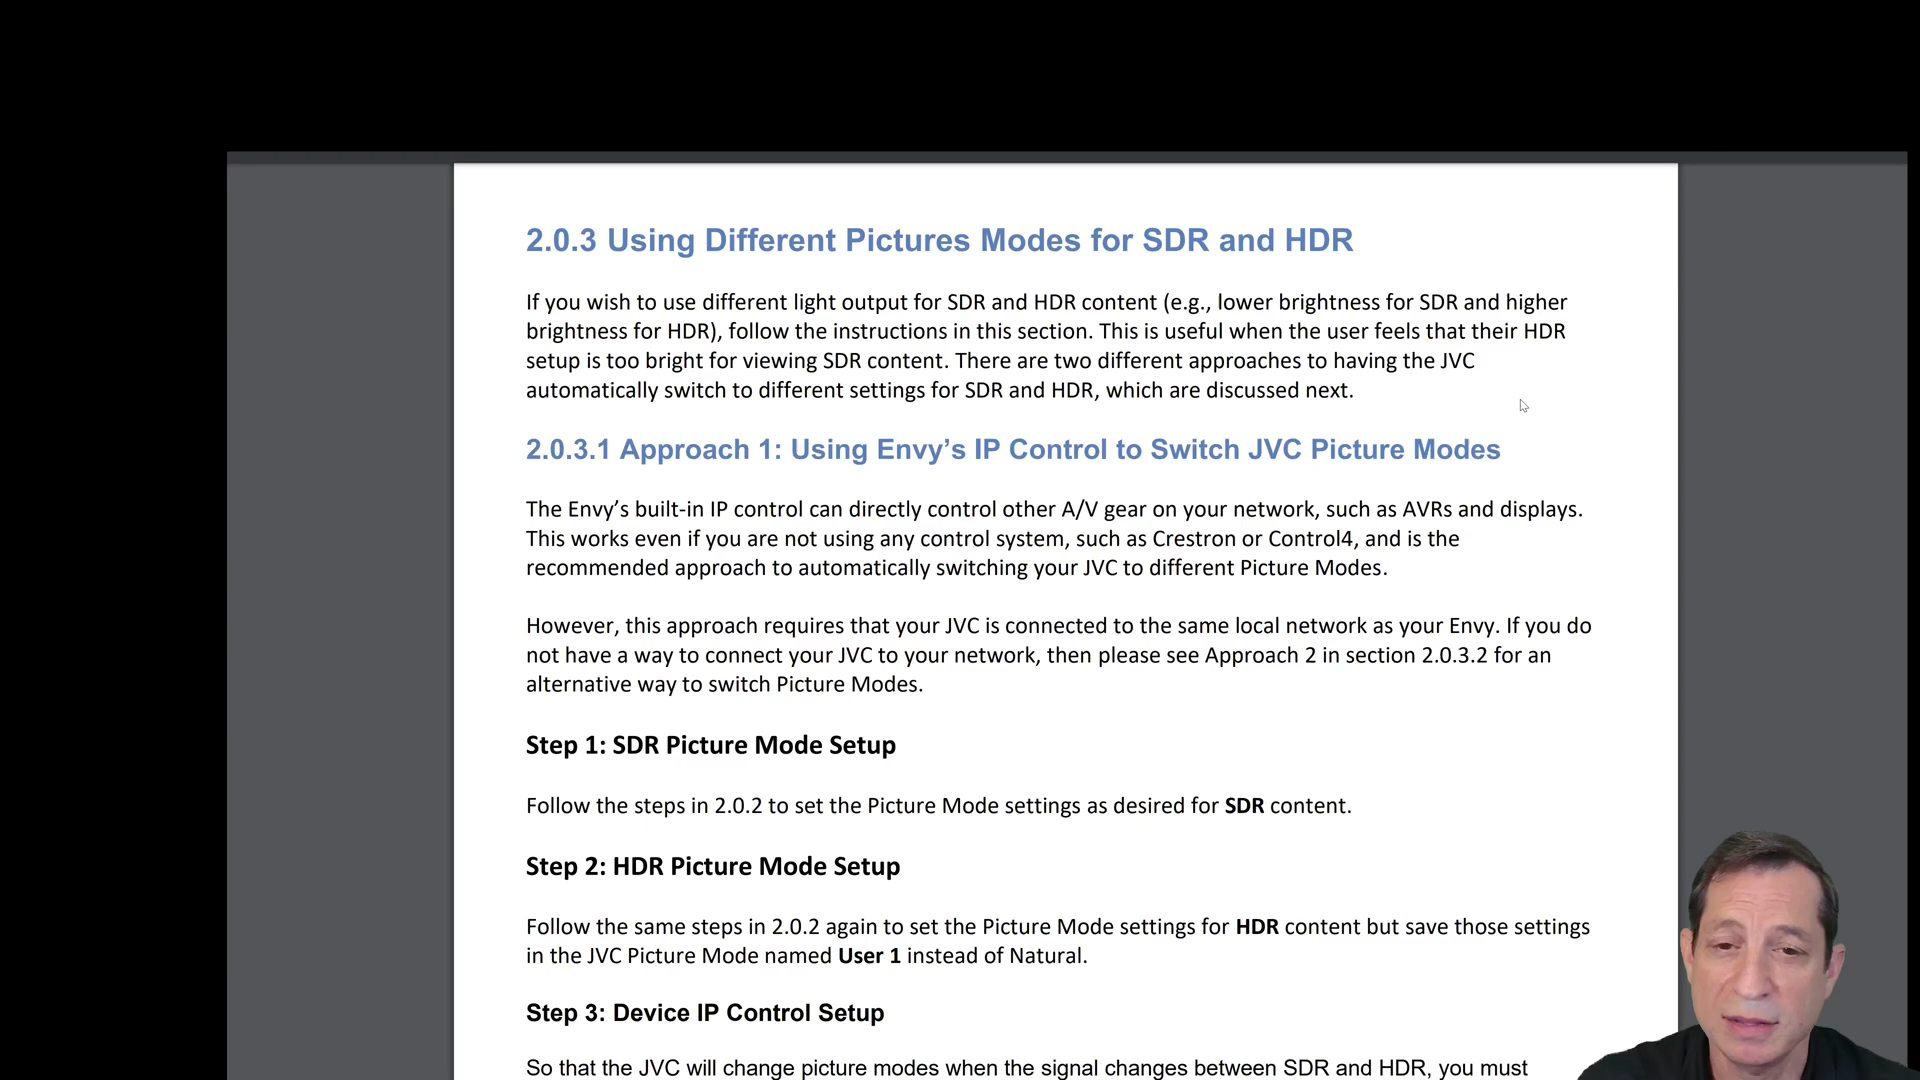 2.0.3 Using Different Pictures Modes for SDR and HDR
If you wish to use different light output for SDR and HDR content (e.g., lower brightness for SDR and higher
brightness for HDR), follow the instructions in this section. This is useful when the user feels that their HDR
setup is too bright for viewing SDR content. There are two different approaches to having the JVC
automatically switch to different settings for SDR and HDR, which are discussed next.
2.0.3.1 Approach 1: Using Envy’s IP Control to Switch JVC Picture Modes
The Envy’s built-in IP control can directly control other A/V gear on your network, such as AVRs and displays.
This works even if you are not using any control system, such as Crestron or Control4, and is the
recommended approach to automatically switching your JVC to different Picture Modes.
However, this approach requires that your JVC is connected to the same local network as your Envy. If you do
not have a way to connect your JVC to your network, then please see Approach 2 in section 2.0.3.2 for an
alternative way to switch Picture Modes.
Step 1: SDR Picture Mode Setup
Follow the steps in 2.0.2 to set the Picture Mode settings as desired for SDR content.
Step 2: HDR Picture Mode Setup
Follow the same steps in 2.0.2 again to set the Picture Mode settings for HDR content but save those settings
in the JVC Picture Mode named User 1 instead of Natural.
Step 3: Device IP Control Setup
So that the JVC will change picture modes when the signal changes between SDR and HDR, you must